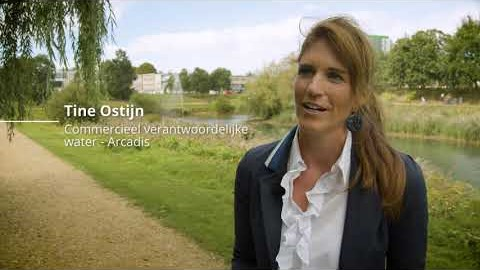 Tine Ostijn
Commercieel verantwoordelijke
water - Arcadis